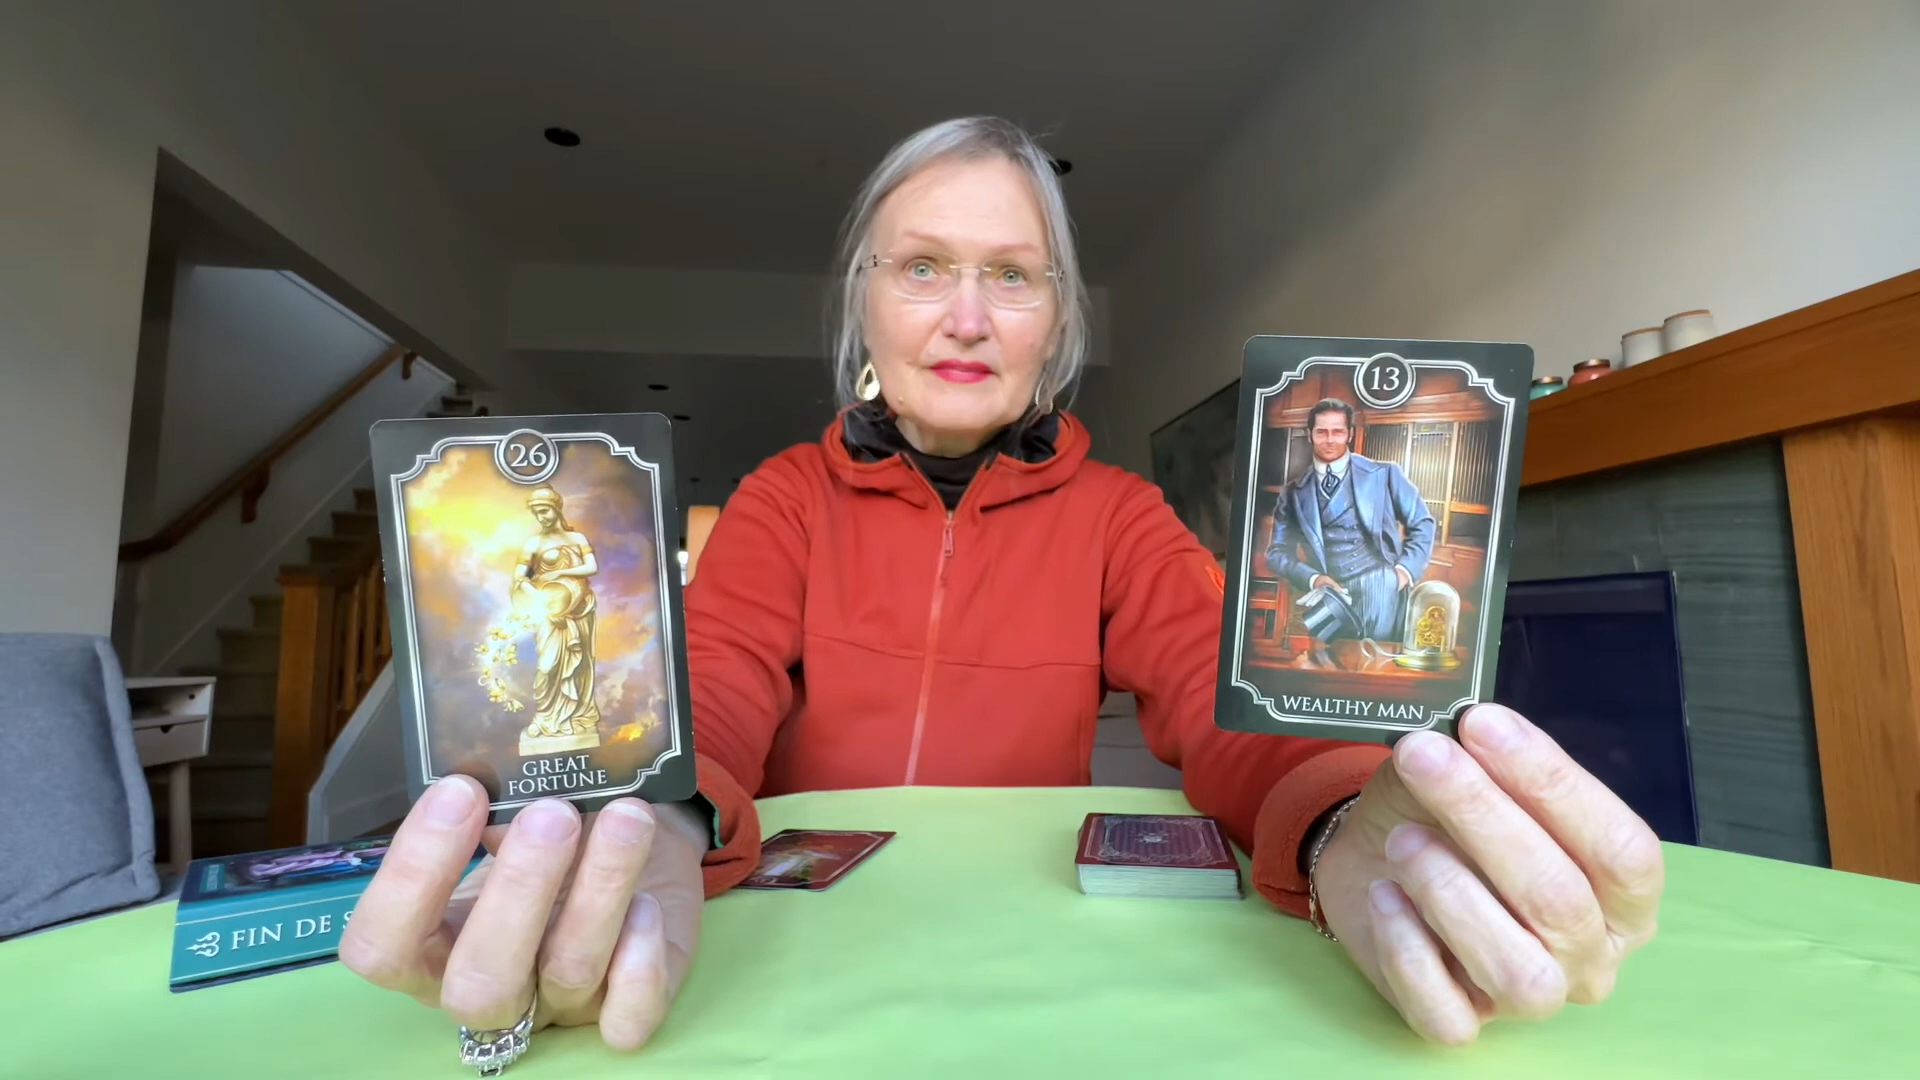 26
GREAT
FORTUNE
13
WEALTHY MAN
FIN DE